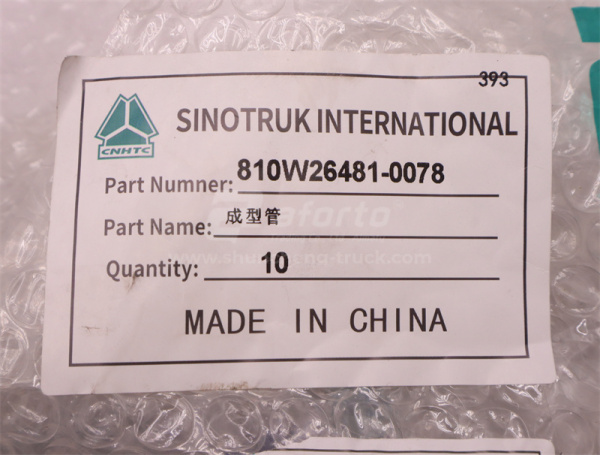 393
SINOTRUK INTERNATIONAL
CNHTC
Part Numner: 810W26481-0078
Part Name: 成型管
Quantity: 10
MADE IN CHINA